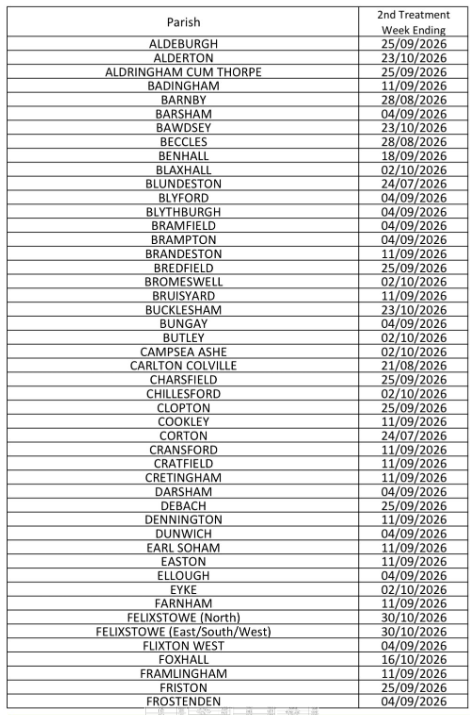 Parish 2nd Treatment
Week Ending
ALDEBURGH 25/09/2026
ALDERTON 23/10/2026
ALDRINGHAM CUM THORPE 25/09/2026
BADINGHAM 11/09/2026
BARNBY 28/08/2026
BARSHAM 04/09/2026
BAWDSEY 23/10/2026
BECCLES 28/08/2026
BENHALL 18/09/2026
BLAXHALL 02/10/2026
BLUNDESTON 24/07/2026
BLYFORD 04/09/2026
BLYTHBURGH 04/09/2026
BRAMFIELD 04/09/2026
BRAMPTON 04/09/2026
BRANDESTON 11/09/2026
BREDFIELD 25/09/2026
BROMESWELL 02/10/2026
BRUISYARD 11/09/2026
BUCKLESHAM 23/10/2026
BUNGAY 04/09/2026
BUTLEY 02/10/2026
CAMPSEA ASHE 02/10/2026
CARLTON COLVILLE 21/08/2026
CHARSFIELD 25/09/2026
CHILLESFORD 02/10/2026
CLOPTON 25/09/2026
COOKLEY 11/09/2026
CORTON 24/07/2026
CRANSFORD 11/09/2026
CRATFIELD 11/09/2026
CRETINGHAM 11/09/2026
DARSHAM 04/09/2026
DEBACH 25/09/2026
DENNINGTON 11/09/2026
DUNWICH 04/09/2026
EARL SOHAM 11/09/2026
EASTON 11/09/2026
ELLOUGH 04/09/2026
EYKE 02/10/2026
FARNHAM 11/09/2026
FELIXSTOWE (North) 30/10/2026
FELIXSTOWE (East/South/West) 30/10/2026
FLIXTON WEST 04/09/2026
FOXHALL 16/10/2026
FRAMLINGHAM 11/09/2026
FRISTON 25/09/2026
FROSTENDEN 04/09/2026